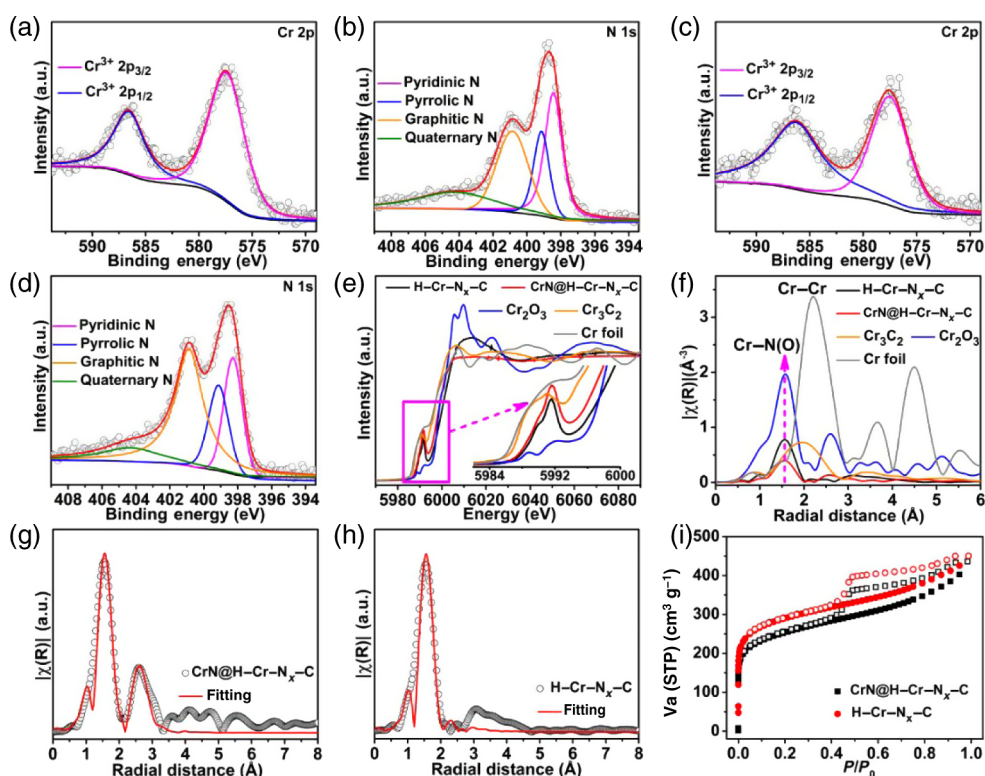 (a)
Cr 2p
Cr³⁺ 2p₃/₂
Cr³⁺ 2p₁/₂
Intensity (a.u.)
590 585 580 575 570
Binding energy (eV)
(b)
N 1s
Pyridinic N
Pyrrolic N
Graphitic N
Quaternary N
Intensity (a.u.)
408 406 404 402 400 398 396 394
Binding energy (eV)
(c)
Cr 2p
Cr³⁺ 2p₃/₂
Cr³⁺ 2p₁/₂
Intensity (a.u.)
590 585 580 575 570
Binding energy (eV)
(d)
N 1s
Pyridinic N
Pyrrolic N
Graphitic N
Quaternary N
Intensity (a.u.)
408 406 404 402 400 398 396 394
Binding energy (eV)
(e)
H–Cr–Nₓ–C
CrN@H–Cr–Nₓ–C
Cr₂O₃
Cr₃C₂
Cr foil
Intensity (a.u.)
5984 5992 6000
5980 6000 6020 6040 6060 6080
Energy (eV)
(f)
Cr–Cr
H–Cr–Nₓ–C
CrN@H–Cr–Nₓ–C
Cr₃C₂
Cr₂O₃
Cr foil
Cr–N(O)
|χ(R)|(Å⁻³)
3
2
1
0
0 1 2 3 4 5 6
Radial distance (Å)
(g)
CrN@H–Cr–Nₓ–C
Fitting
|χ(R)| (a.u.)
0 1 2 3 4 5 6 7 8
Radial distance (Å)
(h)
H–Cr–Nₓ–C
Fitting
|χ(R)| (a.u.)
0 1 2 3 4 5 6 7 8
Radial distance (Å)
(i)
Va (STP) (cm³ g⁻¹)
500
400
300
200
100
0
CrN@H–Cr–Nₓ–C
H–Cr–Nₓ–C
0.0 0.2 0.4 0.6 0.8 1.0
P/P₀